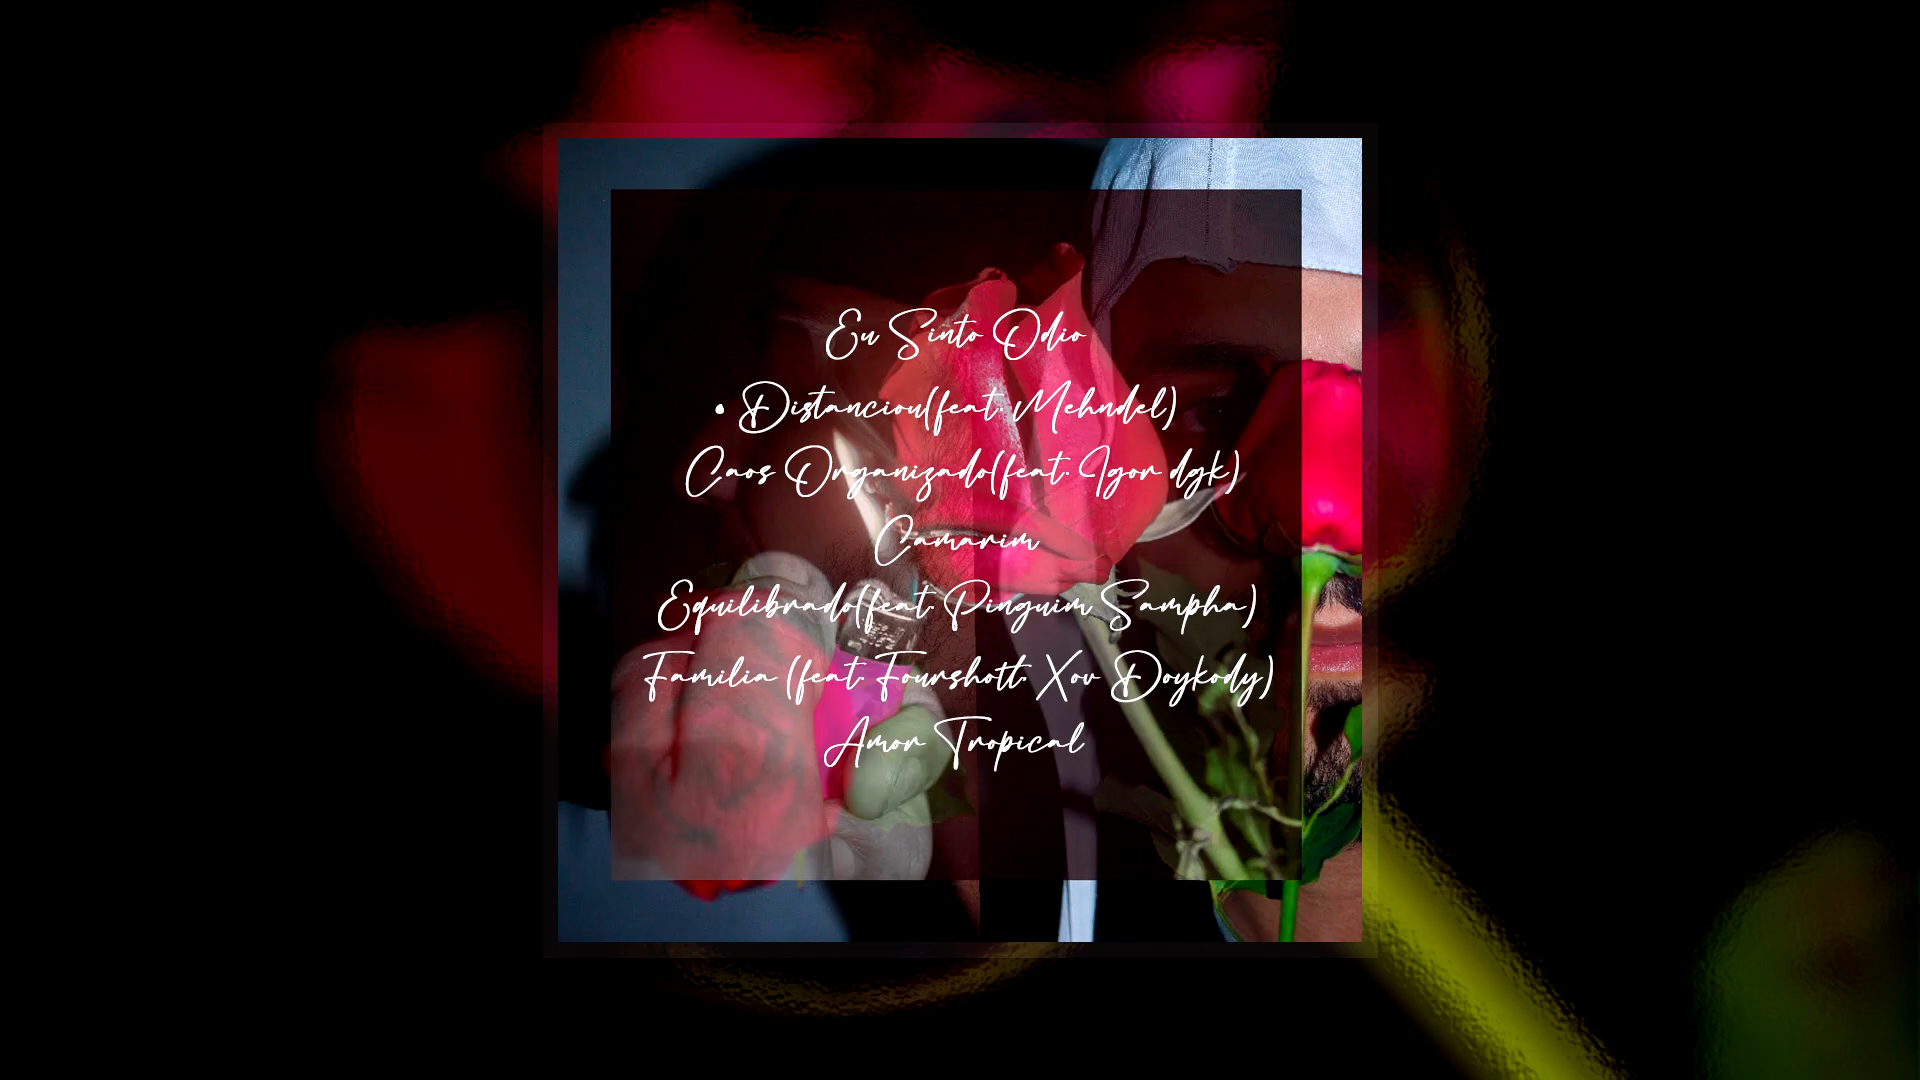 Eu Sinto Odio
• Distanciou(feat. Mehndel)
Caos Organizado(feat. Igor dgk)
Camarim
Equilibrado(feat. Pinguim Sampha)
Familia (feat. Fourshott. Xov Doykody)
Amor Tropical